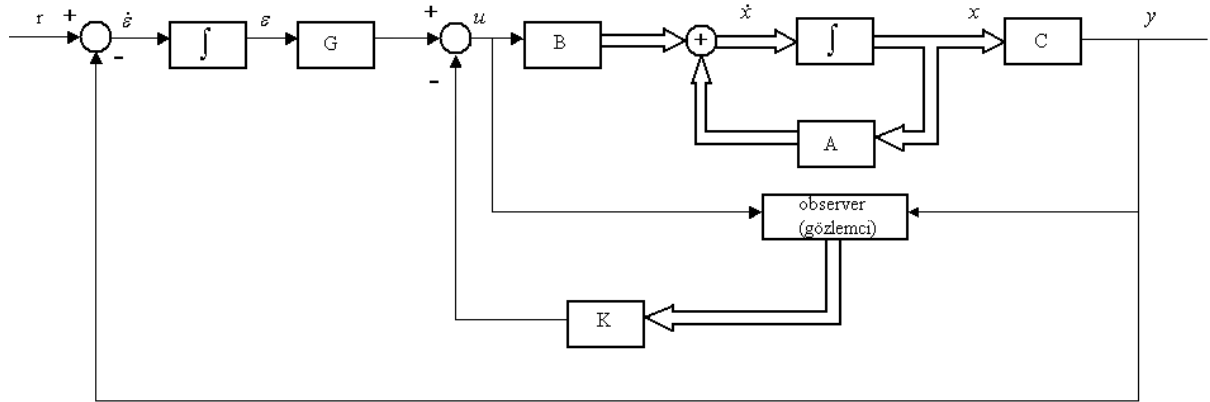 r + ε̇ ∫ ε G + u B + ẋ ∫ x C y
-
-
A
observer
(gözlemci)
K